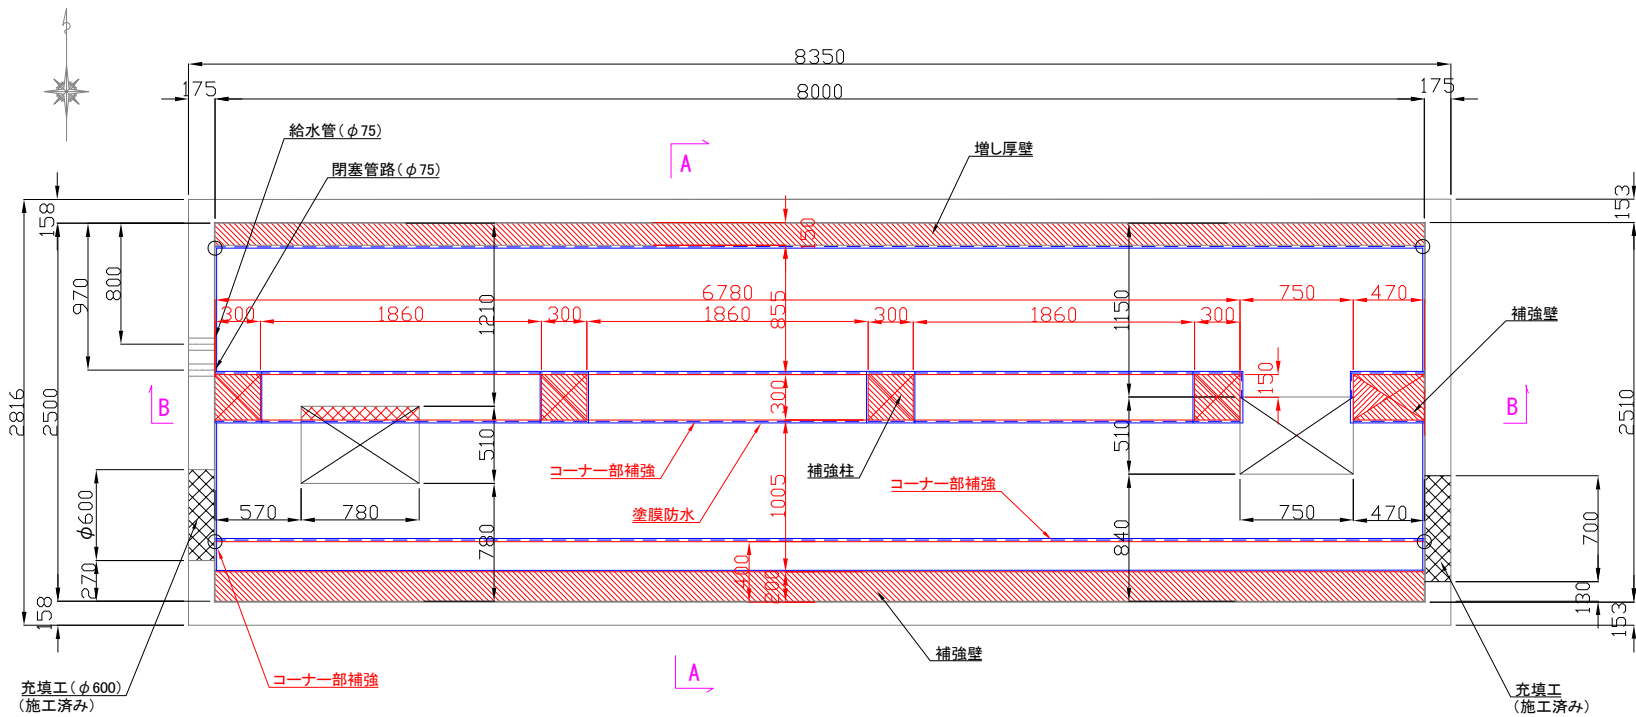 8350
175
8000
175
給水管(φ75)
閉塞管路(φ75)
A
増し厚壁
158
153
150
970
800
1210
855
1150
6780
750
470
300
1860
300
1860
300
1860
300
補強壁
2816
2500
B
300
150
B
2510
510
510
コーナー部補強
補強柱
コーナー部補強
塗膜防水
1005
φ600
570
780
780
750
470
840
700
270
400
200
130
158
153
補強壁
A
コーナー部補強
充填工(φ600)
(施工済み)
充填工
(施工済み)